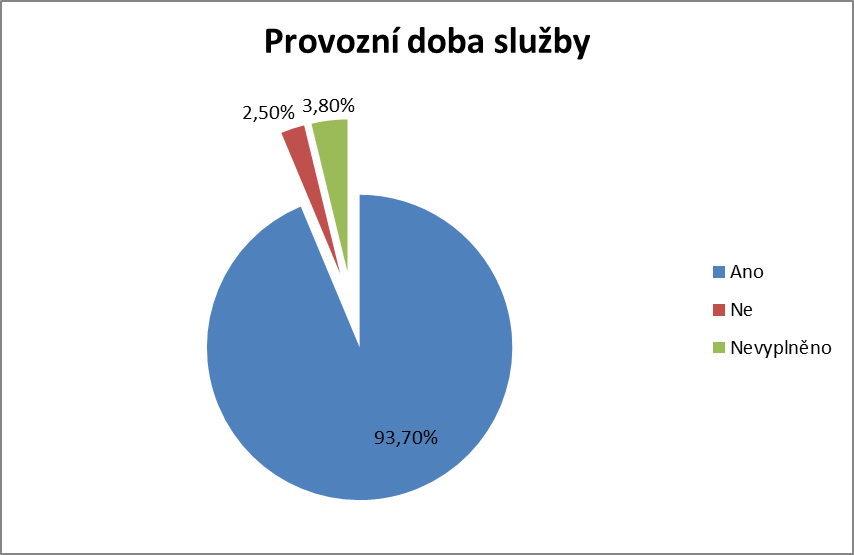 Provozní doba služby
2,50%
3,80%
93,70%
Ano
Ne
Nevyplněno